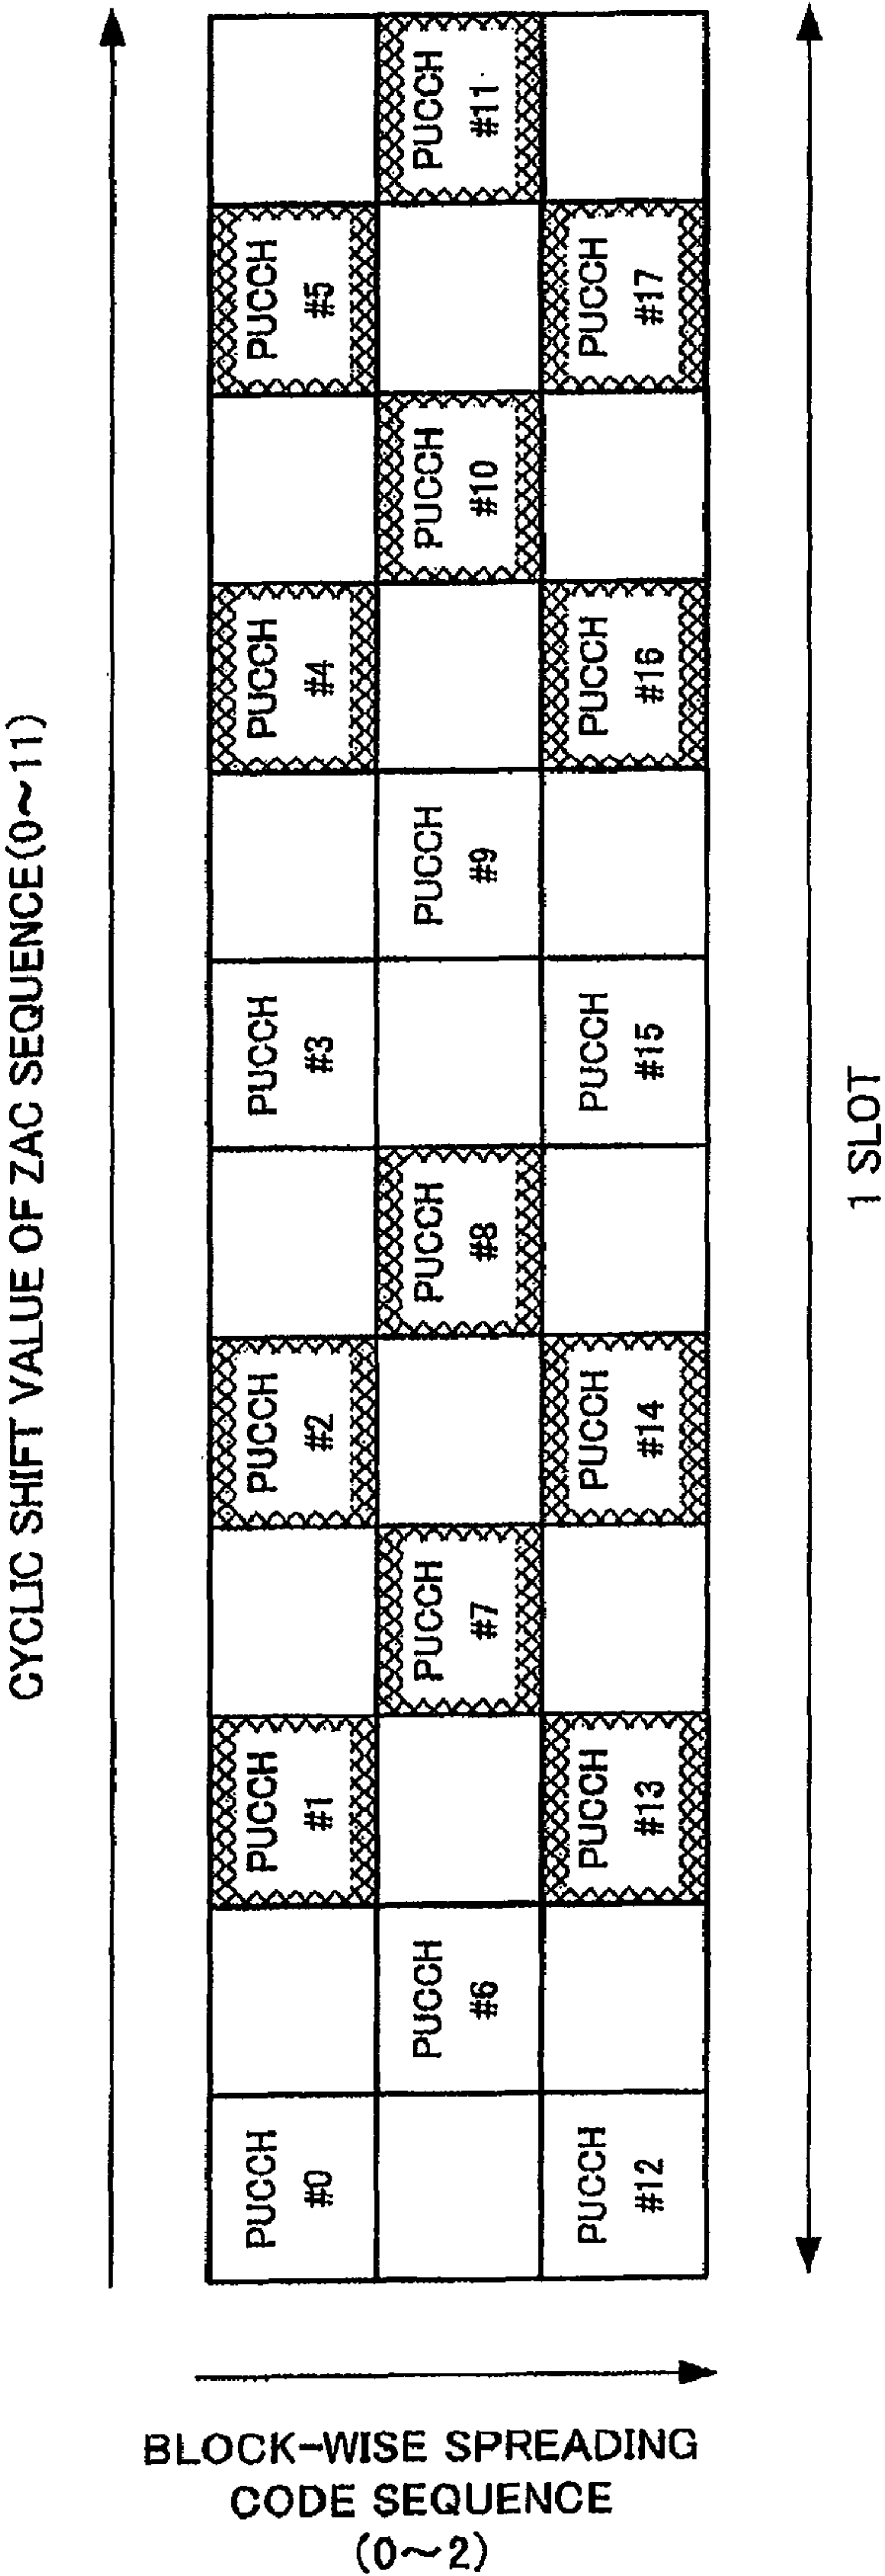 CYCLIC SHIFT VALUE OF ZAC SEQUENCE(0~11)
PUCCH
#0
PUCCH
#1
PUCCH
#2
PUCCH
#3
PUCCH
#4
PUCCH
#5
PUCCH
#6
PUCCH
#7
PUCCH
#8
PUCCH
#9
PUCCH
#10
PUCCH
#11
PUCCH
#12
PUCCH
#13
PUCCH
#14
PUCCH
#15
PUCCH
#16
PUCCH
#17
1 SLOT
BLOCK-WISE SPREADING
CODE SEQUENCE
(0~2)